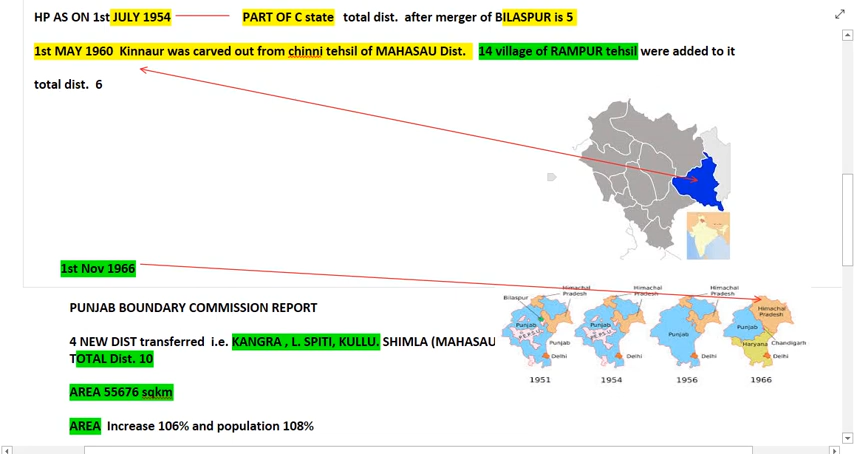 HP AS ON 1st JULY 1954 PART OF C state total dist. after merger of BILASPUR is 5
1st MAY 1960 Kinnaur was carved out from chinni tehsil of MAHASAU Dist. 14 village of RAMPUR tehsil were added to it
total dist. 6
1st Nov 1966
PUNJAB BOUNDARY COMMISSION REPORT
4 NEW DIST transferred i.e. KANGRA , L. SPITI, KULLU. SHIMLA (MAHASAU
TOTAL Dist. 10
AREA 55676 sqkm
AREA Increase 106% and population 108%
Bilaspur
Himachal
Pradesh
Punjab
Punjab
Delhi
1951
Himachal
Pradesh
Punjab
Delhi
1954
Himachal
Pradesh
Punjab
Delhi
1956
Himachal
Pradesh
Punjab
Haryana
Chandigarh
Delhi
1966